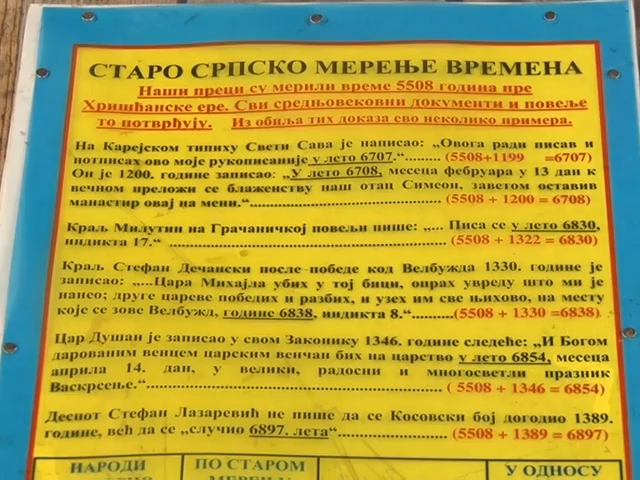 СТАРО СРПСКО МЕРЕЊЕ ВРЕМЕНА
Наши преци су мерили време 5508 година пре
Хришћанске ере. Сви средњовековни документи и повеље
то потврђују. Из обиља тих доказа ево неколико примера.
На Карејском типиху Свети Сава је написао: „Овога ради писав и
потписах ово моје рукописаније у лето 6707.“......... (5508+1199 =6707)
Он је 1200. године записао: „У лето 6708, месеца фебруара у 13 дан к
вечном преложи се блаженству наш отац Симеон, заветом оставив
манастир овај на мени.“.......................................... (5508 + 1200 = 6708)
Краљ Милутин на Грачаничкој повељи пише: „... Писа се у лето 6830,
индикта 17.“ ............................................................ (5508 + 1322 = 6830)
Краљ Стефан Дечански после победе код Велбужда 1330. године је
записао: „....Цара Михајла убих у тој бици, опрах увреду што ми је
нанео; друге цареве победих и разбих, и узех им све њихово, на месту
које се зове Велбужд, године 6838, индикта 8.“..........(5508 + 1330 =6838)
Цар Душан је записао у свом Законику 1346. године следеће: „И Богом
дарованим венцем царским венчан бих на царство у лето 6854, месеца
априла 14. дан, у велики, радосни и многосветли празник
Васкрсење.“................................................................ ( 5508 + 1346 = 6854)
Деспот Стефан Лазаревић не пише да се Косовски бој догодио 1389.
године, већ да се „случио 6897. лета“........................ (5508 + 1389 = 6897)
НАРОДИ
ПО СТАРОМ
У ОДНОСУ